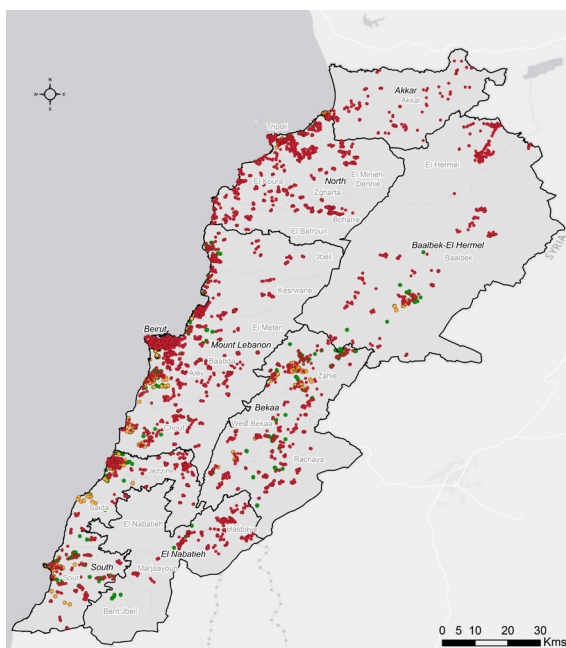 N
W E
S
Akkar
Akkar
Tripoli
El Hermel
El Minieh-
Dennie
El Koura
North
Zgharta
Bcharre
El Batroun
Baalbek-El Hermel
Baalbek
SYRIA
Jbeil
Kesrwane
Beirut
El Meten
Mount Lebanon
Baabda
Aley
Zahle
Bekaa
Chouf
West Bekaa
Jezzine
Rachaya
Saida
El Nabatieh
Hasbaya
El Nabatieh
South
Marjaayoun
Sour
Bent Jbeil
0 5 10 20 30
Kms